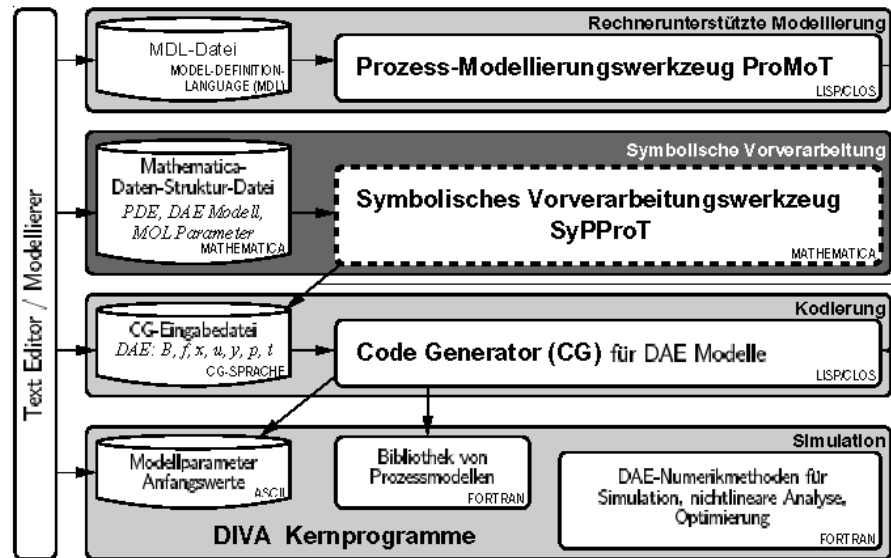 Text Editor / Modellierer
Rechnerunterstützte Modellierung
MDL-Datei
MODEL-DEFINITION-
LANGUAGE (MDL)
Prozess-Modellierungswerkzeug ProMoT
LISP/CLOS
Symbolische Vorverarbeitung
Mathematica-
Daten-Struktur-Datei
PDE, DAE Modell,
MOL Parameter
MATHEMATICA
Symbolisches Vorverarbeitungswerkzeug
SyPProT
MATHEMATICA
Kodierung
CG-Eingabedatei
DAE: B, f, x, u, y, p, t
CG-SPRACHE
Code Generator (CG) für DAE Modelle
LISP/CLOS
Simulation
Modellparameter
Anfangswerte
ASCII
Bibliothek von
Prozessmodellen
FORTRAN
DAE-Numerikmethoden für
Simulation, nichtlineare Analyse,
Optimierung
FORTRAN
DIVA Kernprogramme